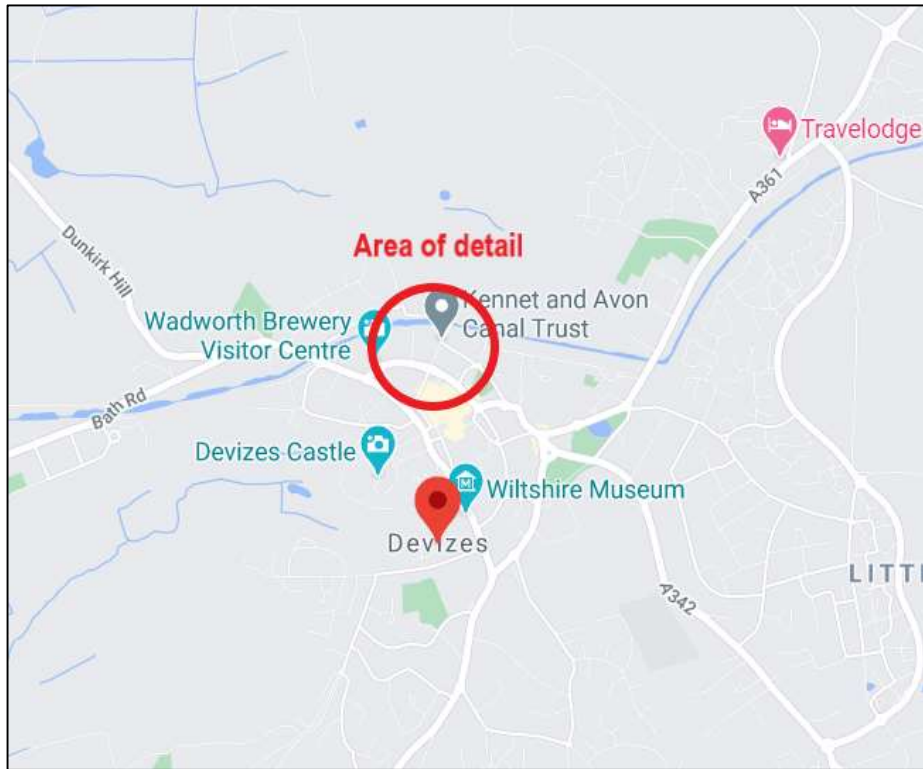 Travelodge
A361
Dunkirk Hill
Area of detail
Kennet and Avon
Canal Trust
Wadworth Brewery
Visitor Centre
Bath Rd
Devizes Castle
M
Wiltshire Museum
Devizes
LITTL
A342